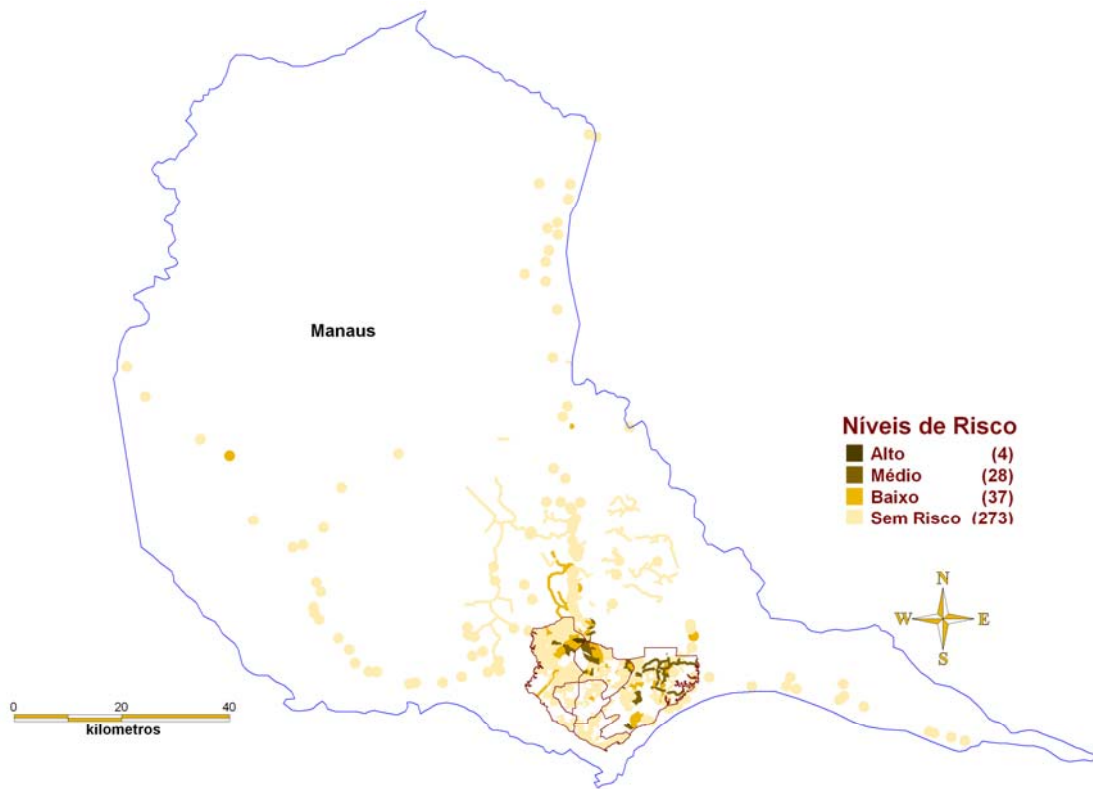 Manaus
Níveis de Risco
Alto (4)
Médio (28)
Baixo (37)
Sem Risco (273)
N
W E
S
0 20 40
kilometros